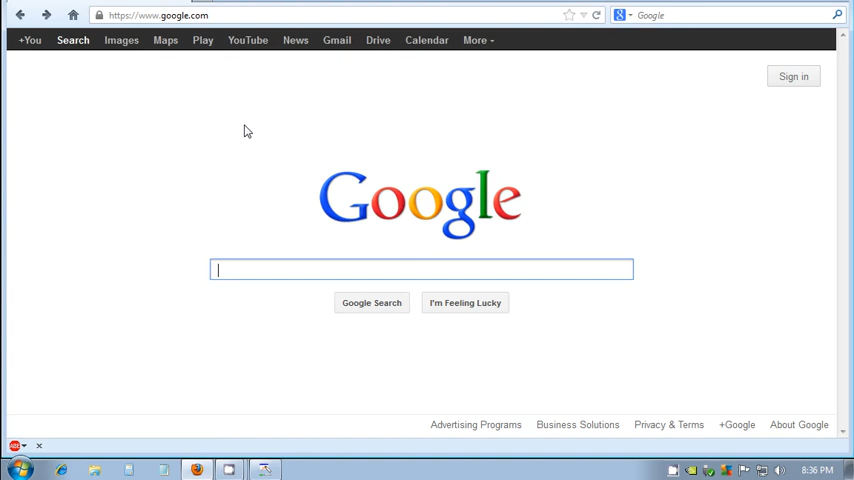 https://www.google.com
Google
+You Search Images Maps Play YouTube News Gmail Drive Calendar More
Sign in
Google
Google Search I'm Feeling Lucky
Advertising Programs Business Solutions Privacy & Terms +Google About Google
ABP
8:36 PM